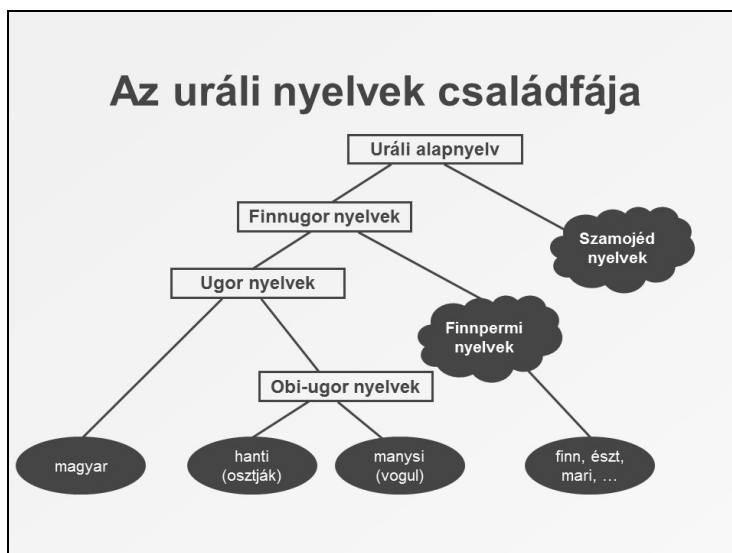 Az uráli nyelvek családfája
Uráli alapnyelv
Finnugor nyelvek
Szamojéd
nyelvek
Ugor nyelvek
Finnpermi
nyelvek
Obi-ugor nyelvek
magyar
hanti
(osztják)
manysi
(vogul)
finn, észt,
mari, …